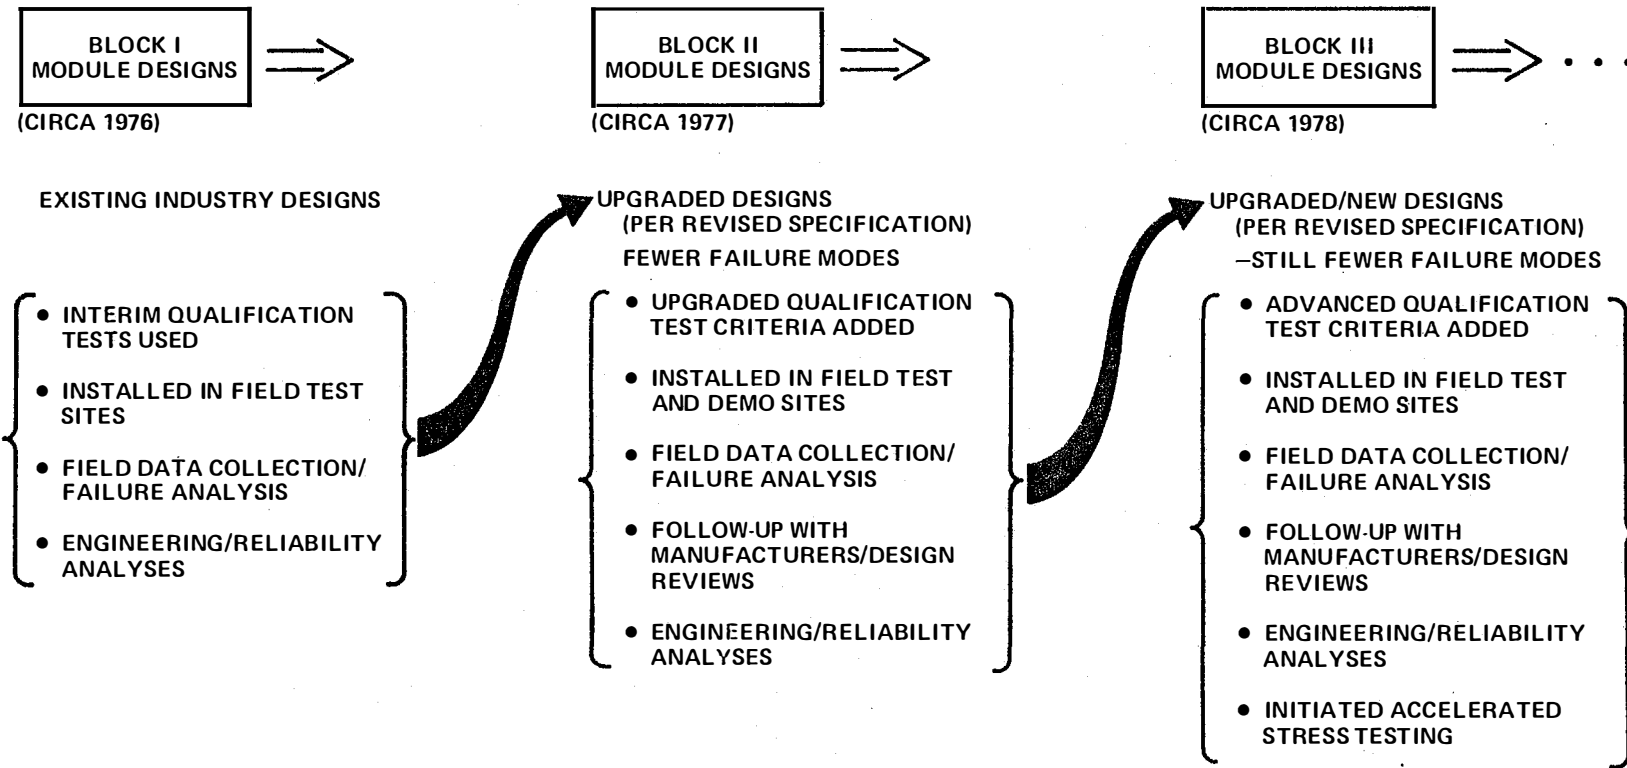 BLOCK I
MODULE DESIGNS
(CIRCA 1976)
EXISTING INDUSTRY DESIGNS
• INTERIM QUALIFICATION
TESTS USED
• INSTALLED IN FIELD TEST
SITES
• FIELD DATA COLLECTION/
FAILURE ANALYSIS
• ENGINEERING/RELIABILITY
ANALYSES
BLOCK II
MODULE DESIGNS
(CIRCA 1977)
UPGRADED DESIGNS
(PER REVISED SPECIFICATION)
FEWER FAILURE MODES
• UPGRADED QUALIFICATION
TEST CRITERIA ADDED
• INSTALLED IN FIELD TEST
AND DEMO SITES
• FIELD DATA COLLECTION/
FAILURE ANALYSIS
• FOLLOW-UP WITH
MANUFACTURERS/DESIGN
REVIEWS
• ENGINEERING/RELIABILITY
ANALYSES
BLOCK III
MODULE DESIGNS
• • •
(CIRCA 1978)
UPGRADED/NEW DESIGNS
(PER REVISED SPECIFICATION)
—STILL FEWER FAILURE MODES
• ADVANCED QUALIFICATION
TEST CRITERIA ADDED
• INSTALLED IN FIELD TEST
AND DEMO SITES
• FIELD DATA COLLECTION/
FAILURE ANALYSIS
• FOLLOW-UP WITH
MANUFACTURERS/DESIGN
REVIEWS
• ENGINEERING/RELIABILITY
ANALYSES
• INITIATED ACCELERATED
STRESS TESTING